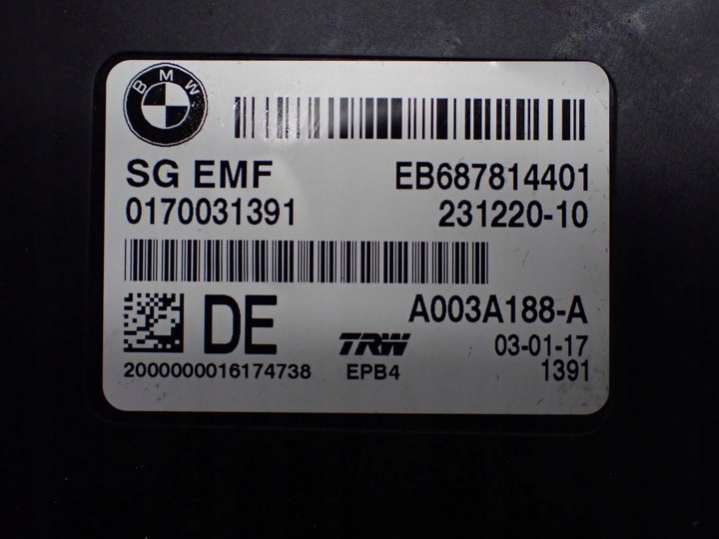 BMW
SG EMF EB687814401
0170031391 231220-10
DE A003A188-A
TRW 03-01-17
2000000016174738 EPB4 1391